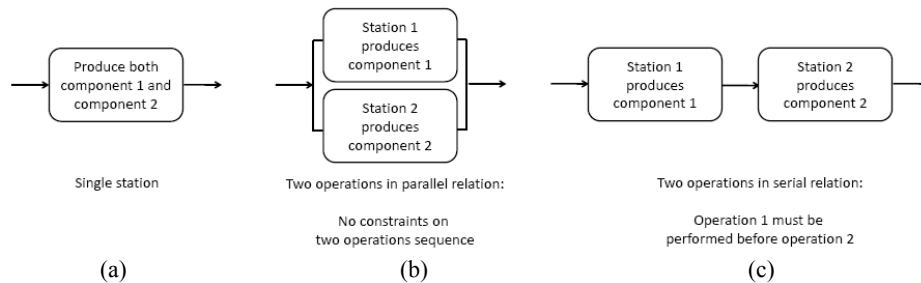 Produce both
component 1 and
component 2
Single station
(a)
Station 1
produces
component 1
Station 2
produces
component 2
Two operations in parallel relation:
No constraints on
two operations sequence
(b)
Station 1
produces
component 1
Station 2
produces
component 2
Two operations in serial relation:
Operation 1 must be
performed before operation 2
(c)